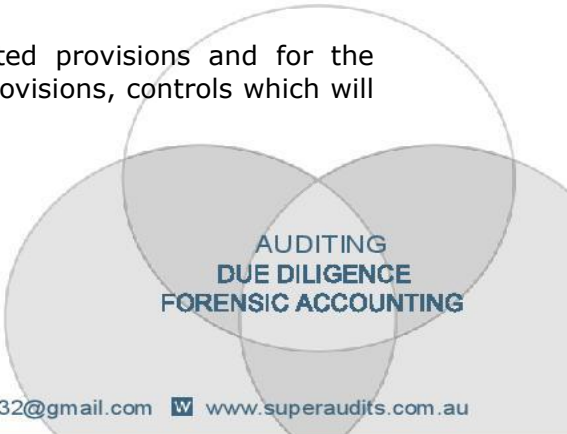 ted provisions and for the
ovisions, controls which will
AUDITING
DUE DILIGENCE
FORENSIC ACCOUNTING
32@gmail.com W www.superaudits.com.au